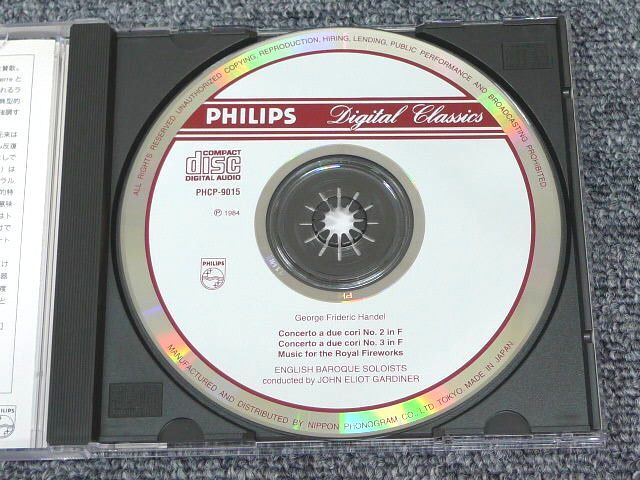 ALL RIGHTS RESERVED. UNAUTHORIZED COPYING, REPRODUCTION, HIRING, LENDING, PUBLIC PERFORMANCE AND BROADCASTING PROHIBITED.
PHILIPS Digital Classics
COMPACT
disc
DIGITAL AUDIO
PHCP-9015
℗ 1984
PHILIPS
George Frideric Handel
Concerto a due cori No. 2 in F
Concerto a due cori No. 3 in F
Music for the Royal Fireworks
ENGLISH BAROQUE SOLOISTS
conducted by JOHN ELIOT GARDINER
MANUFACTURED AND DISTRIBUTED BY NIPPON PHONOGRAM CO., LTD. TOKYO. MADE IN JAPAN